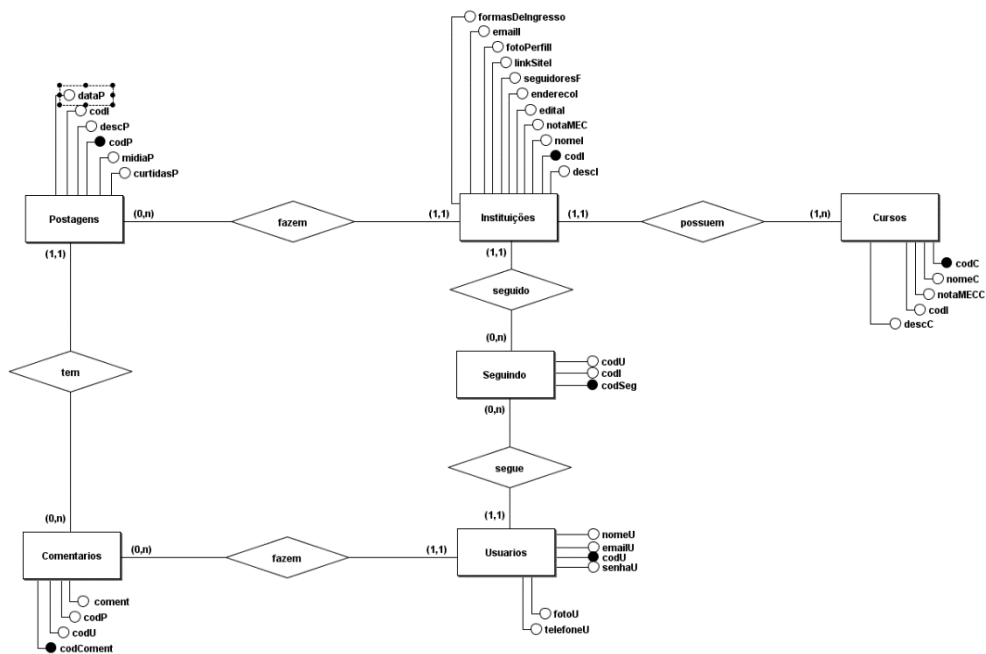 formasDeIngresso
emailI
fotoPerfilI
linkSiteI
seguidoresF
enderecoI
edital
notaMEC
nomeI
codI
descI
dataP
codI
descP
codP
midiaP
curtidasP
Postagens
(0,n)
fazem
(1,1)
Instituições
(1,1)
possuem
(1,n)
Cursos
(1,1)
(1,1)
codC
nomeC
notaMECC
codI
descC
seguido
(0,n)
Seguindo
codU
codI
codSeg
tem
(0,n)
segue
(0,n)
(1,1)
Comentarios
(0,n)
fazem
(1,1)
Usuarios
nomeU
emailU
codU
senhaU
coment
codP
codU
codComent
fotoU
telefoneU